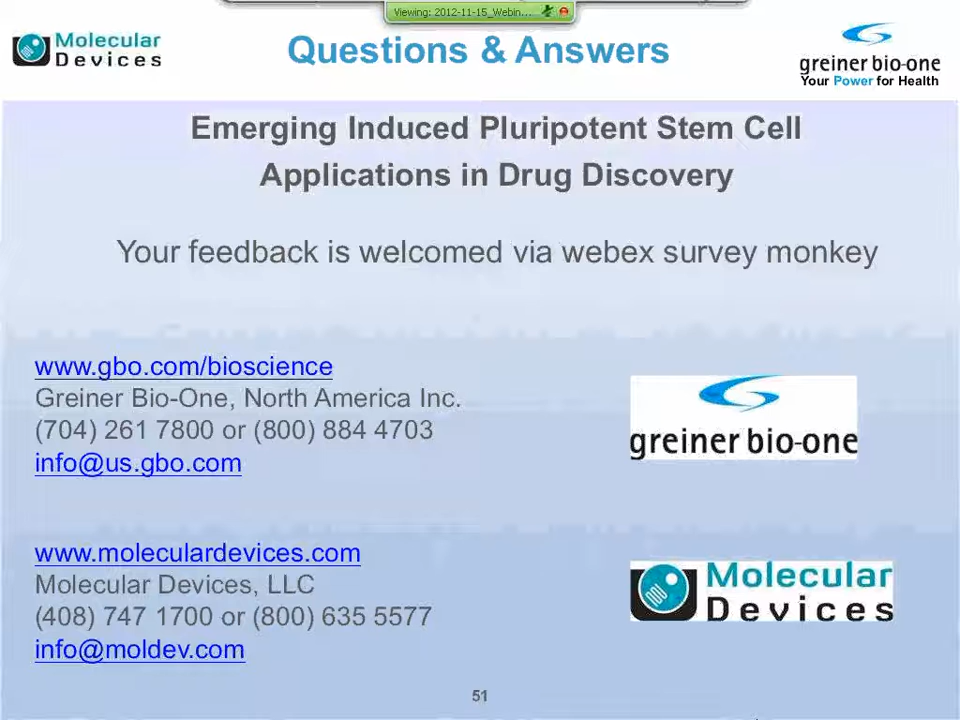 Viewing: 2012-11-15_Webin...
Molecular
Devices
Questions & Answers
greiner bio-one
Your Power for Health
Emerging Induced Pluripotent Stem Cell
Applications in Drug Discovery
Your feedback is welcomed via webex survey monkey
www.gbo.com/bioscience
Greiner Bio-One, North America Inc.
(704) 261 7800 or (800) 884 4703
info@us.gbo.com
greiner bio-one
www.moleculardevices.com
Molecular Devices, LLC
(408) 747 1700 or (800) 635 5577
info@moldev.com
Molecular
Devices
51